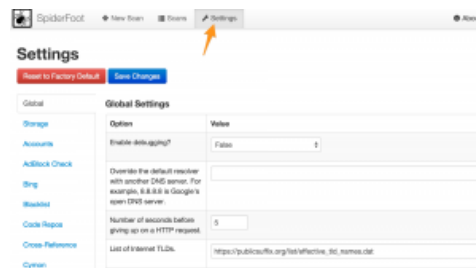 SpiderFoot New Scan Scans Settings Abou
Settings
Reset to Factory Default Save Changes
Global
Storage
Accounts
AdBlock Check
Bing
Blacklist
Code Repos
Cross-Reference
Cymon
Global Settings
Option Value
Enable debugging? False
Override the default resolver
with another DNS server. For
example, 8.8.8.8 is Google's
open DNS server.
Number of seconds before 5
giving up on a HTTP request.
List of Internet TLDs. https://publicsuffix.org/list/effective_tld_names.dat